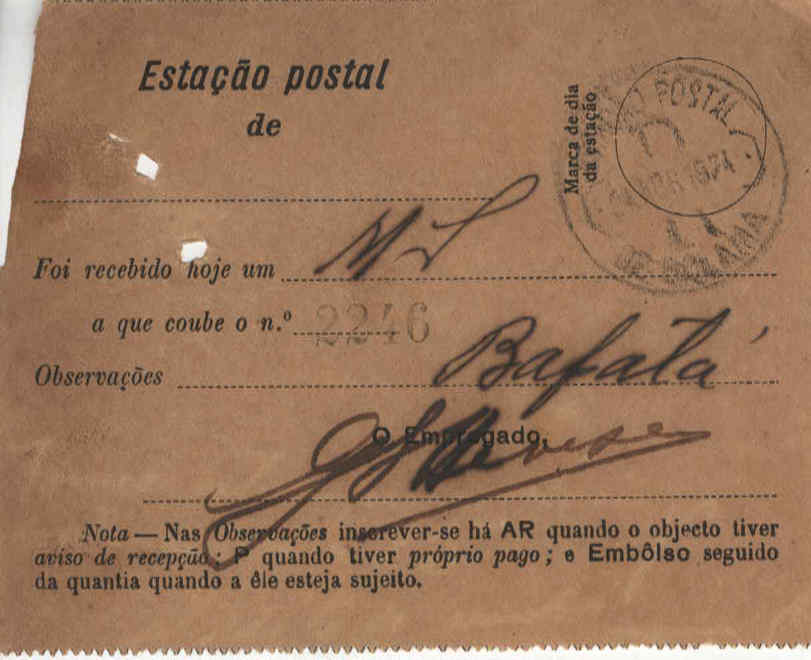 Estação postal
de
Marca de dia
da estação
POSTAL
1974
Foi recebido hoje um
a que coube o n.º 2246
Observações Bafatá
O Empregado,
Nota — Nas Observações inscrever-se há AR quando o objecto tiver
aviso de recepção; P quando tiver próprio pago; e Embôlso seguido
da quantia quando a êle esteja sujeito.